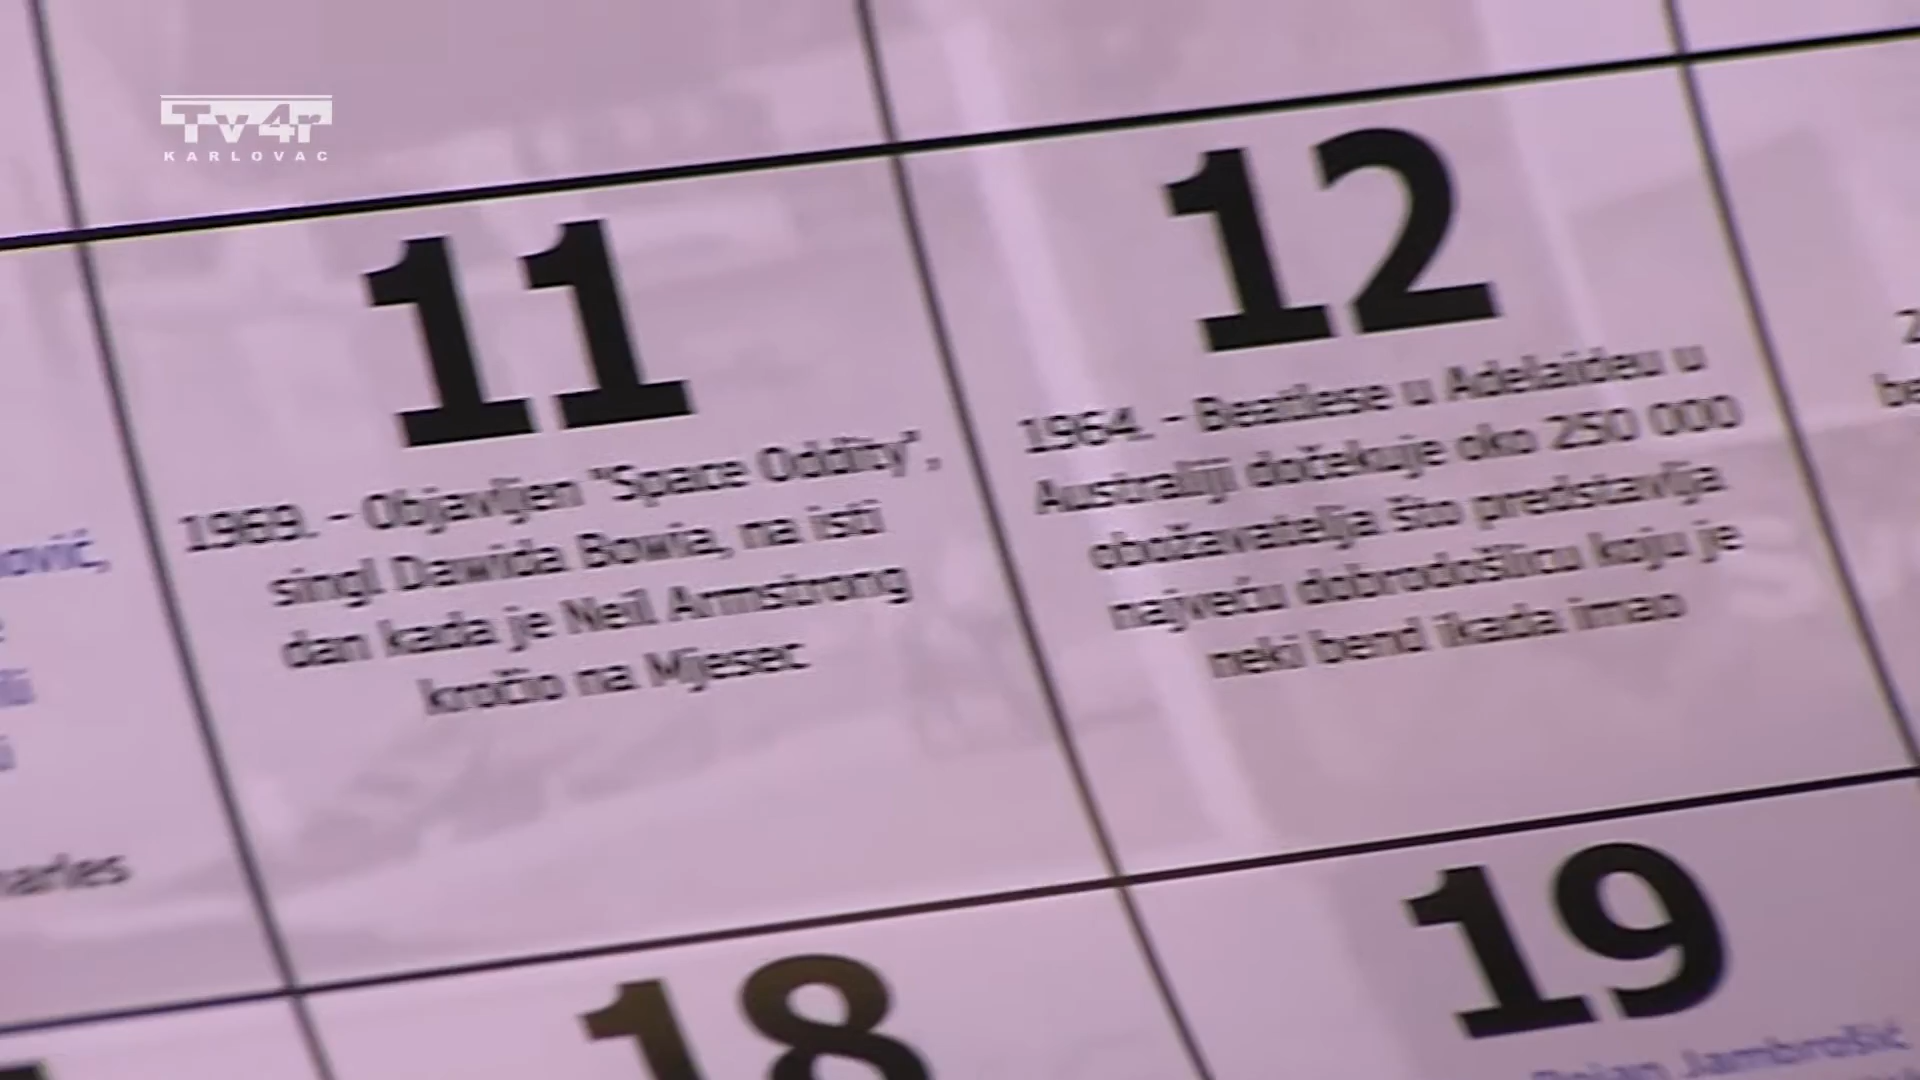 Tv4r
KARLOVAC
11
1969. - Objavljen "Space Oddity",
singl Dawida Bowia, na isti
dan kada je Neil Armstrong
kročio na Mjesec
12
1964. - Beatlese u Adelaideu u
Australiji dočekuje oko 250 000
obožavatelja što predstavlja
najveću dobrodošlicu koju je
neki bend ikada imao
18
19
Jambrošić